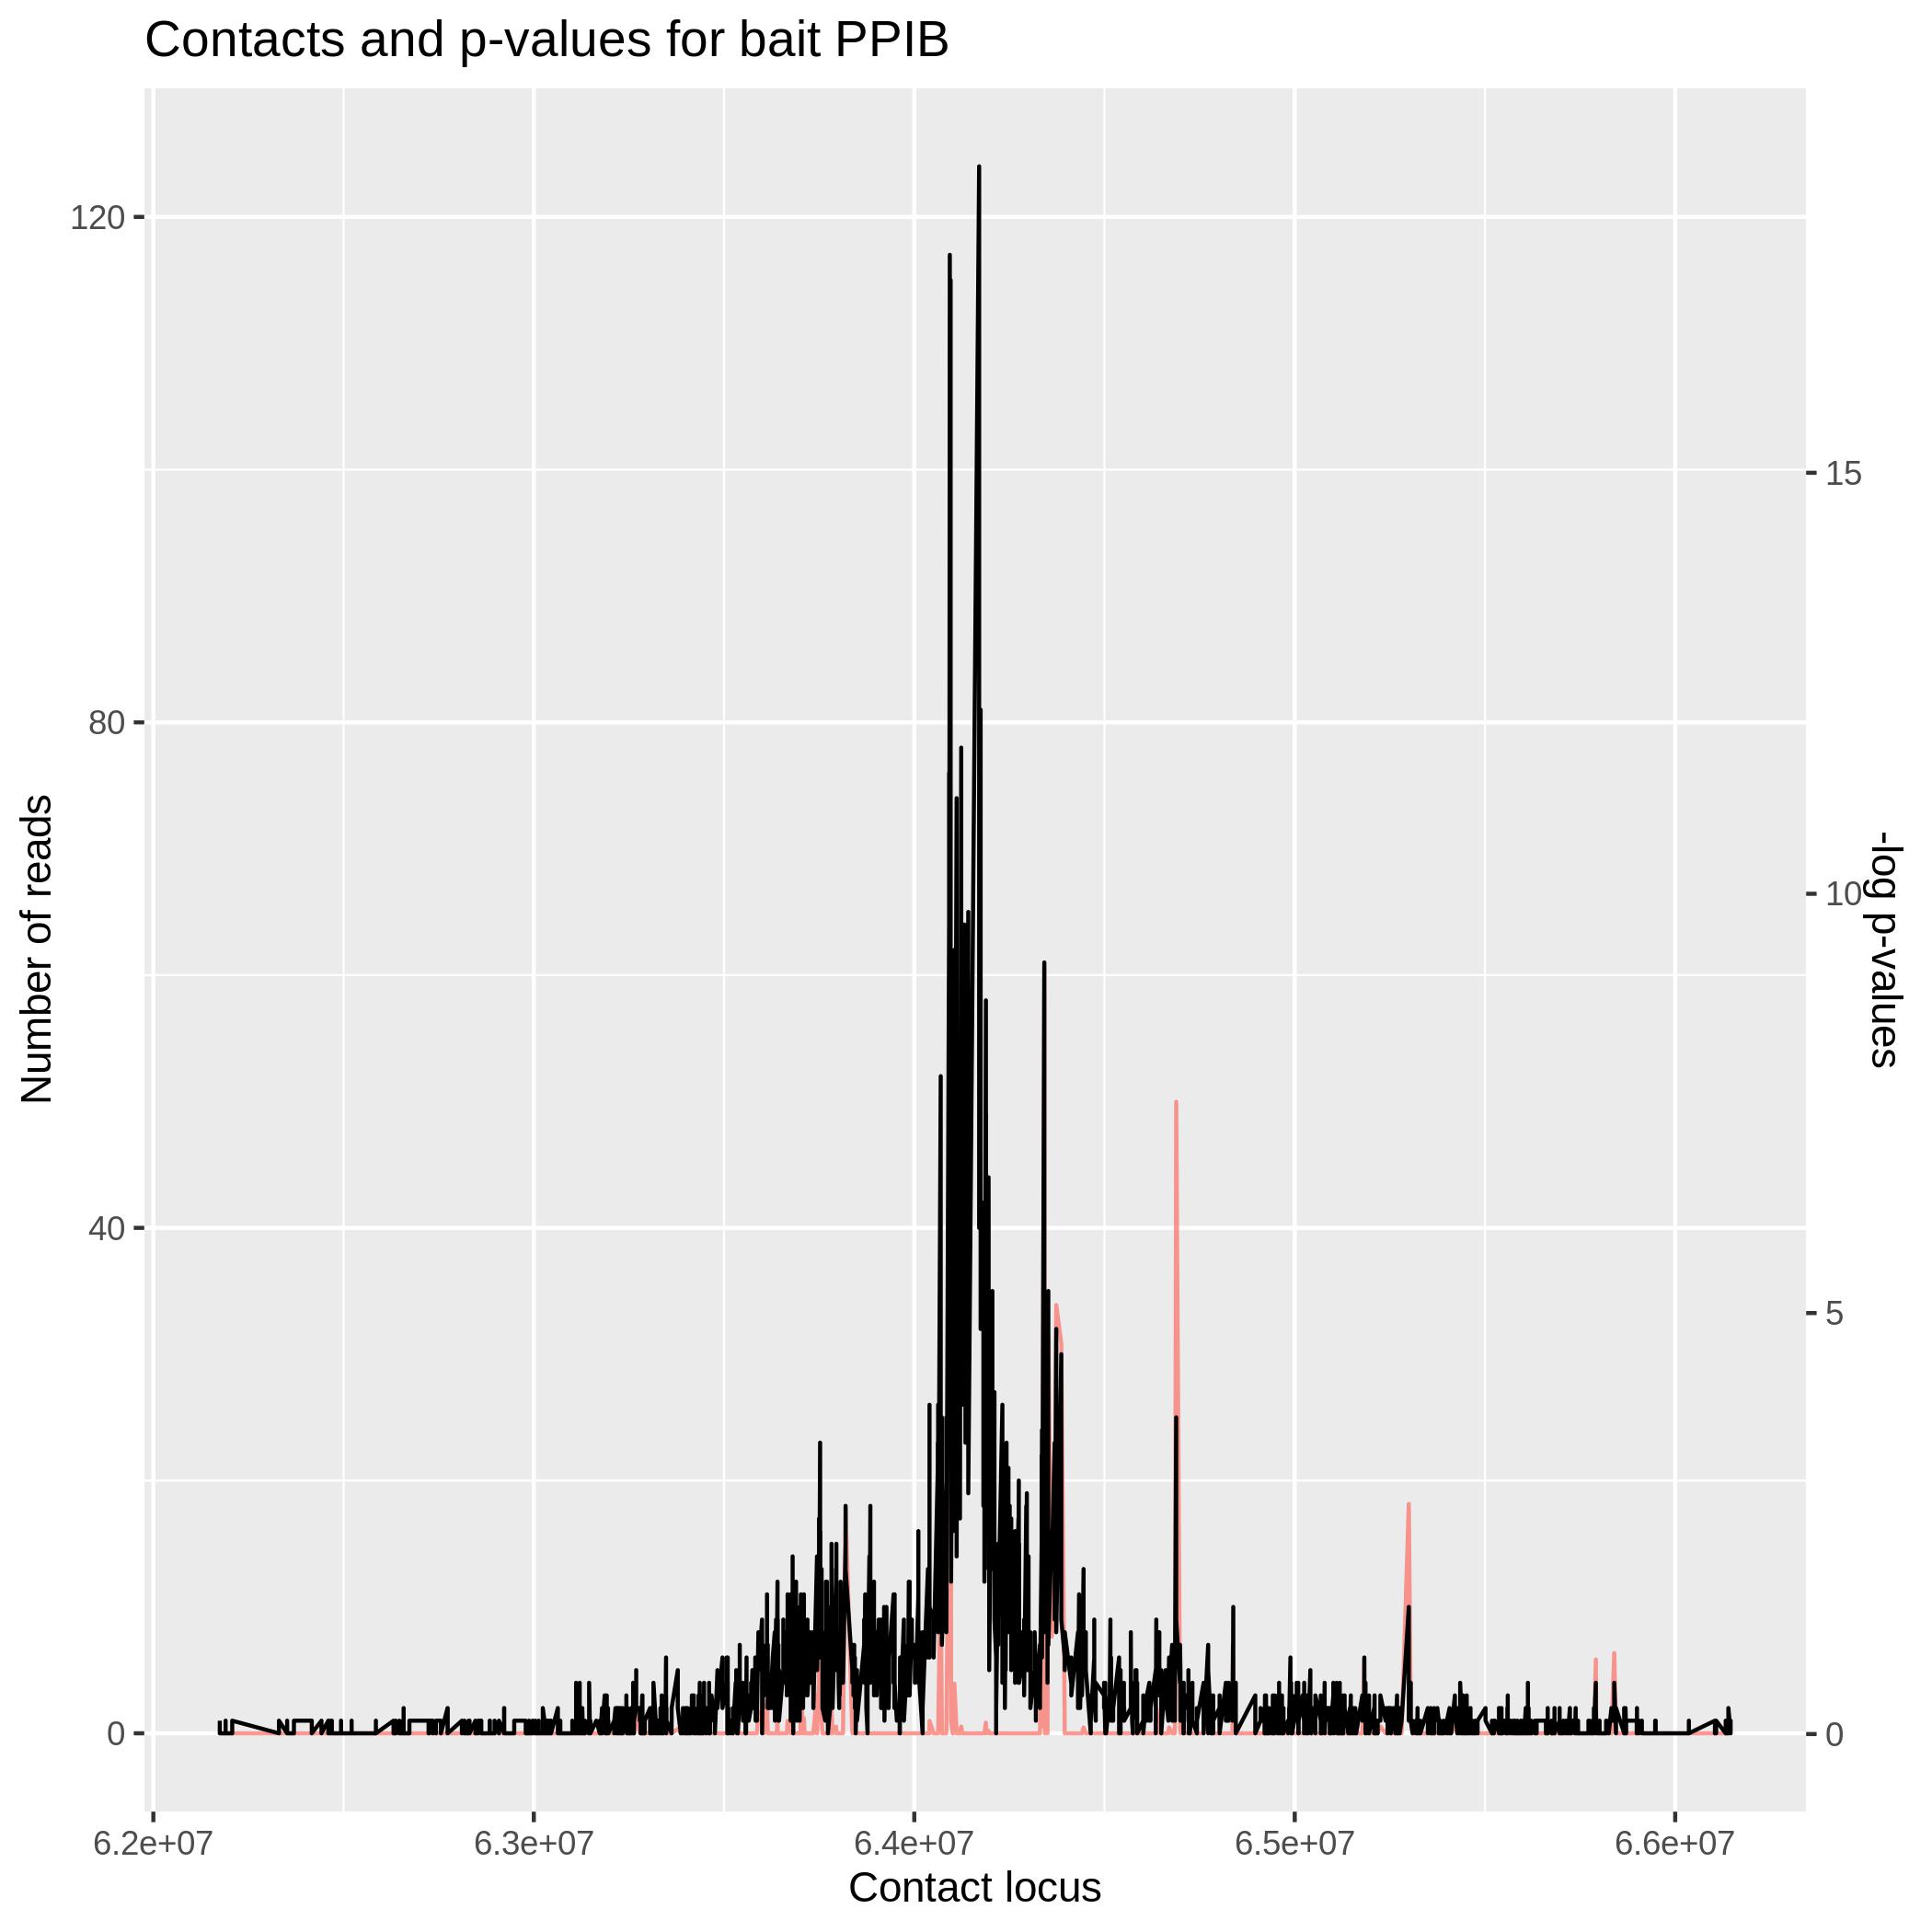 Contacts and p-values for bait PPIB
120
80
40
0
Number of reads
15
10
5
0
-log p-values
6.2e+07 6.3e+07 6.4e+07 6.5e+07 6.6e+07
Contact locus